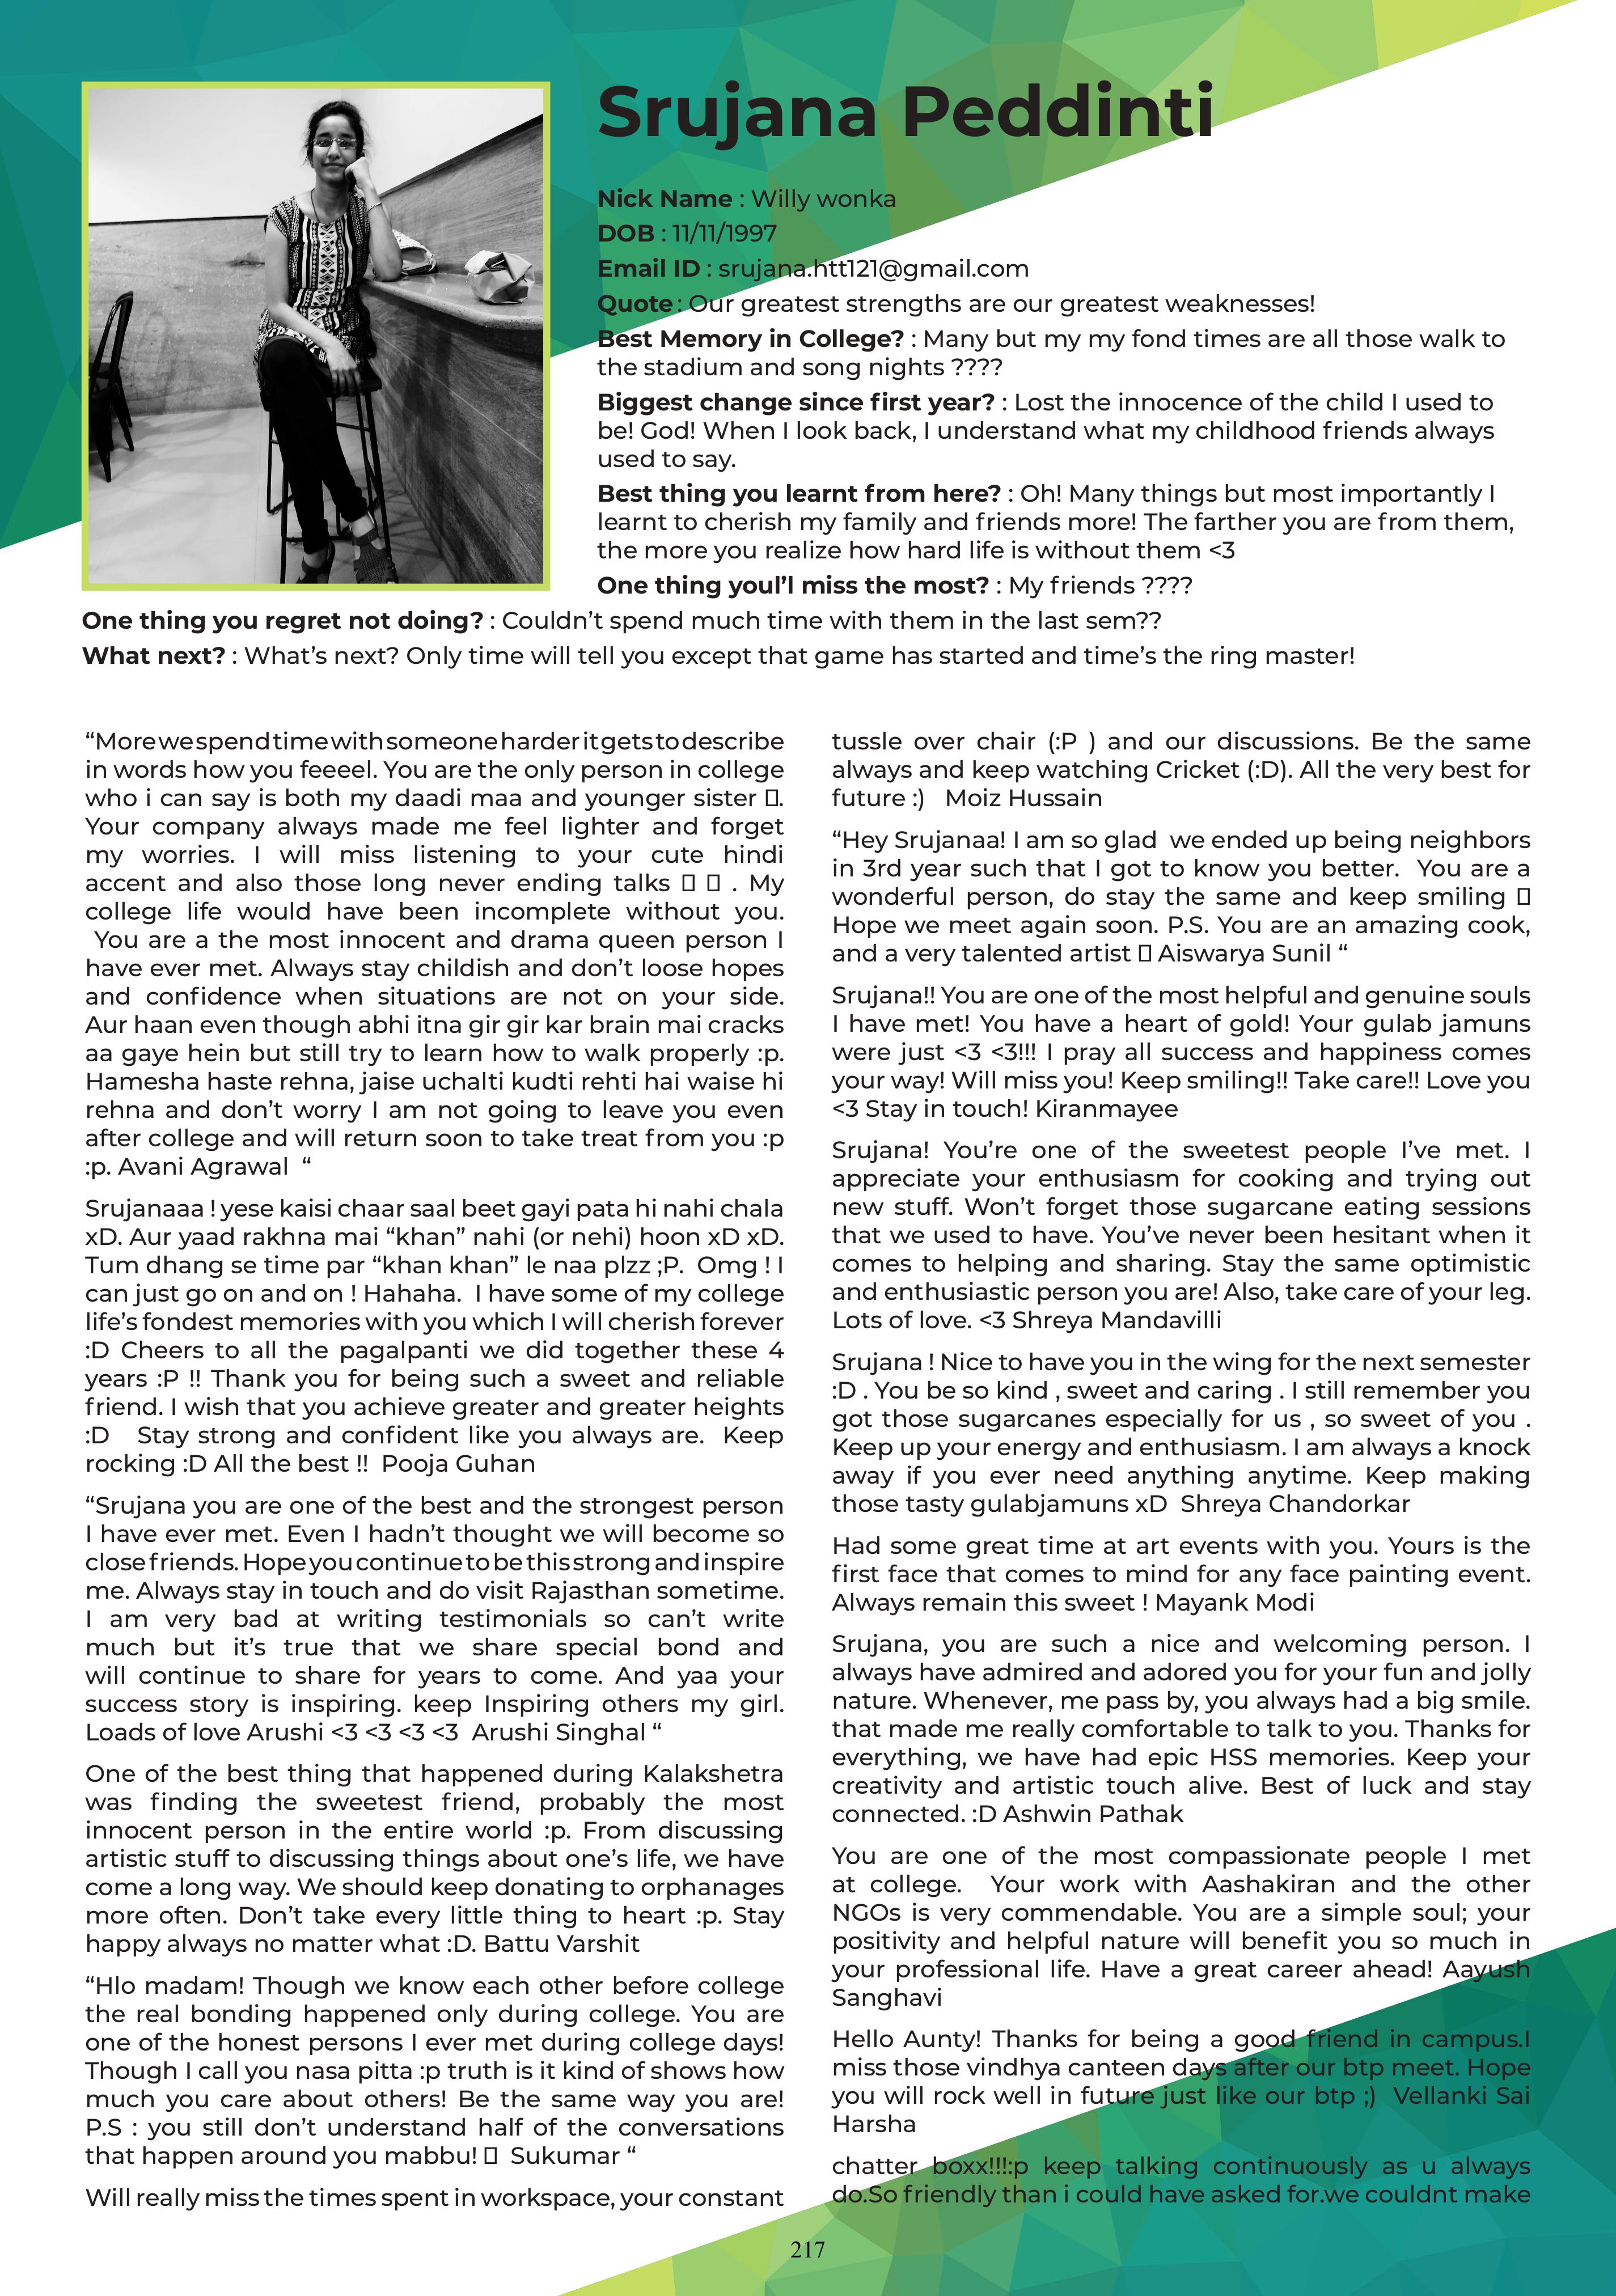 Srujana Peddinti
Nick Name : Willy wonka
DOB : 11/11/1997
Email ID : srujana.htt121@gmail.com
Quote : Our greatest strengths are our greatest weaknesses!
Best Memory in College? : Many but my my fond times are all those walk to
the stadium and song nights ????
Biggest change since first year? : Lost the innocence of the child I used to
be! God! When I look back, I understand what my childhood friends always
used to say.
Best thing you learnt from here? : Oh! Many things but most importantly I
learnt to cherish my family and friends more! The farther you are from them,
the more you realize how hard life is without them <3
One thing youl’l miss the most? : My friends ????
One thing you regret not doing? : Couldn’t spend much time with them in the last sem??
What next? : What’s next? Only time will tell you except that game has started and time’s the ring master!
“More we spend time with someone harder it gets to describe
in words how you feeeel. You are the only person in college
who i can say is both my daadi maa and younger sister .
Your company always made me feel lighter and forget
my worries. I will miss listening to your cute hindi
accent and also those long never ending talks . My
college life would have been incomplete without you.
You are a the most innocent and drama queen person I
have ever met. Always stay childish and don’t loose hopes
and confidence when situations are not on your side.
Aur haan even though abhi itna gir gir kar brain mai cracks
aa gaye hein but still try to learn how to walk properly :p.
Hamesha haste rehna, jaise uchalti kudti rehti hai waise hi
rehna and don’t worry I am not going to leave you even
after college and will return soon to take treat from you :p
:p. Avani Agrawal “
Srujanaaa ! yese kaisi chaar saal beet gayi pata hi nahi chala
xD. Aur yaad rakhna mai “khan” nahi (or nehi) hoon xD xD.
Tum dhang se time par “khan khan” le naa plzz ;P. Omg ! I
can just go on and on ! Hahaha. I have some of my college
life’s fondest memories with you which I will cherish forever
:D Cheers to all the pagalpanti we did together these 4
years :P !! Thank you for being such a sweet and reliable
friend. I wish that you achieve greater and greater heights
:D Stay strong and confident like you always are. Keep
rocking :D All the best !! Pooja Guhan
“Srujana you are one of the best and the strongest person
I have ever met. Even I hadn’t thought we will become so
close friends. Hope you continue to be this strong and inspire
me. Always stay in touch and do visit Rajasthan sometime.
I am very bad at writing testimonials so can’t write
much but it’s true that we share special bond and
will continue to share for years to come. And yaa your
success story is inspiring. keep Inspiring others my girl.
Loads of love Arushi <3 <3 <3 <3 Arushi Singhal “
One of the best thing that happened during Kalakshetra
was finding the sweetest friend, probably the most
innocent person in the entire world :p. From discussing
artistic stuff to discussing things about one’s life, we have
come a long way. We should keep donating to orphanages
more often. Don’t take every little thing to heart :p. Stay
happy always no matter what :D. Battu Varshit
“Hlo madam! Though we know each other before college
the real bonding happened only during college. You are
one of the honest persons I ever met during college days!
Though I call you nasa pitta :p truth is it kind of shows how
much you care about others! Be the same way you are!
P.S : you still don’t understand half of the conversations
that happen around you mabbu! Sukumar “
Will really miss the times spent in workspace, your constant
tussle over chair (:P ) and our discussions. Be the same
always and keep watching Cricket (:D). All the very best for
future :) Moiz Hussain
“Hey Srujanaa! I am so glad we ended up being neighbors
in 3rd year such that I got to know you better. You are a
wonderful person, do stay the same and keep smiling
Hope we meet again soon. P.S. You are an amazing cook,
and a very talented artist Aiswarya Sunil “
Srujana!! You are one of the most helpful and genuine souls
I have met! You have a heart of gold! Your gulab jamuns
were just <3 <3!!! I pray all success and happiness comes
your way! Will miss you! Keep smiling!! Take care!! Love you
<3 Stay in touch! Kiranmayee
Srujana! You’re one of the sweetest people I’ve met. I
appreciate your enthusiasm for cooking and trying out
new stuff. Won’t forget those sugarcane eating sessions
that we used to have. You’ve never been hesitant when it
comes to helping and sharing. Stay the same optimistic
and enthusiastic person you are! Also, take care of your leg.
Lots of love. <3 Shreya Mandavilli
Srujana ! Nice to have you in the wing for the next semester
:D . You be so kind , sweet and caring . I still remember you
got those sugarcanes especially for us , so sweet of you .
Keep up your energy and enthusiasm. I am always a knock
away if you ever need anything anytime. Keep making
those tasty gulabjamuns xD Shreya Chandorkar
Had some great time at art events with you. Yours is the
first face that comes to mind for any face painting event.
Always remain this sweet ! Mayank Modi
Srujana, you are such a nice and welcoming person. I
always have admired and adored you for your fun and jolly
nature. Whenever, me pass by, you always had a big smile.
that made me really comfortable to talk to you. Thanks for
everything, we have had epic HSS memories. Keep your
creativity and artistic touch alive. Best of luck and stay
connected. :D Ashwin Pathak
You are one of the most compassionate people I met
at college. Your work with Aashakiran and the other
NGOs is very commendable. You are a simple soul; your
positivity and helpful nature will benefit you so much in
your professional life. Have a great career ahead! Aayush
Sanghavi
Hello Aunty! Thanks for being a good friend in campus.I
miss those vindhya canteen days after our btp meet. Hope
you will rock well in future just like our btp ;) Vellanki Sai
Harsha
chatter boxx!!!:p keep talking continuously as u always
do.So friendly than i could have asked for.we couldnt make
217